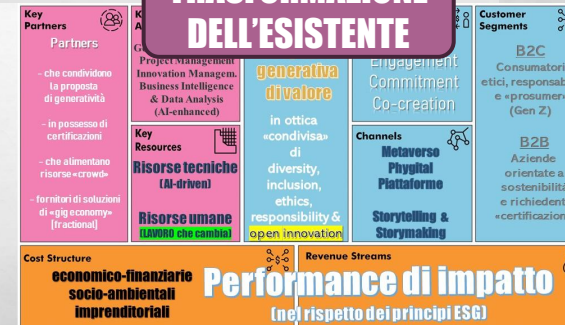 TRASFORMAZIONE
DELL'ESISTENTE
Key
Partners
Partners
- che condividono
la proposta
di generatività
- in possesso di
certificazioni
- che alimentano
risorse «crowd»
- fornitori di soluzioni
di «gig economy»
[fractional]
Project Management
Innovation Managem.
Business Intelligence
& Data Analysis
(AI-enhanced)
Key
Resources
Risorse tecniche
(AI-driven)
Risorse umane
(LAVORO che cambia)
generativa
di valore
in ottica
«condivisa»
di
diversity,
inclusion,
ethics,
responsibility &
open innovation
Engagement
Commitment
Co-creation
Channels
Metaverso
Phygital
Piattaforme
Storytelling &
Storymaking
Customer
Segments
B2C
Consumatori
etici, responsab
e «prosumer»
(Gen Z)
B2B
Aziende
orientate a
sostenibilità
e richiedent
«certificazion
Cost Structure
economico-finanziarie
socio-ambientali
imprenditoriali
Revenue Streams
Performance di impatto
(nel rispetto dei principi ESG)